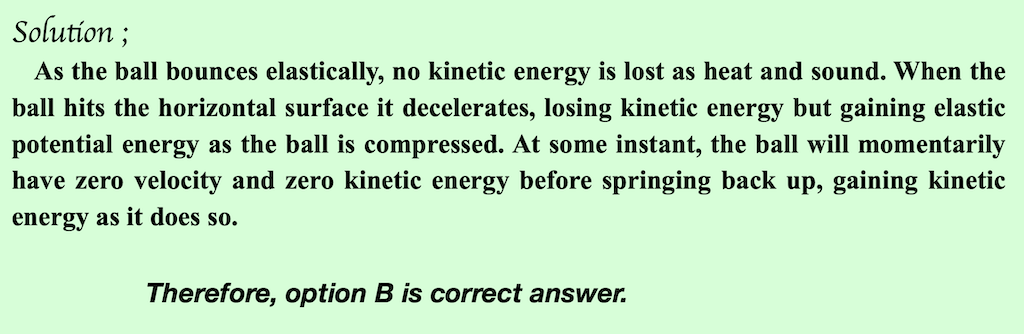 Solution ;
As the ball bounces elastically, no kinetic energy is lost as heat and sound. When the
ball hits the horizontal surface it decelerates, losing kinetic energy but gaining elastic
potential energy as the ball is compressed. At some instant, the ball will momentarily
have zero velocity and zero kinetic energy before springing back up, gaining kinetic
energy as it does so.
Therefore, option B is correct answer.